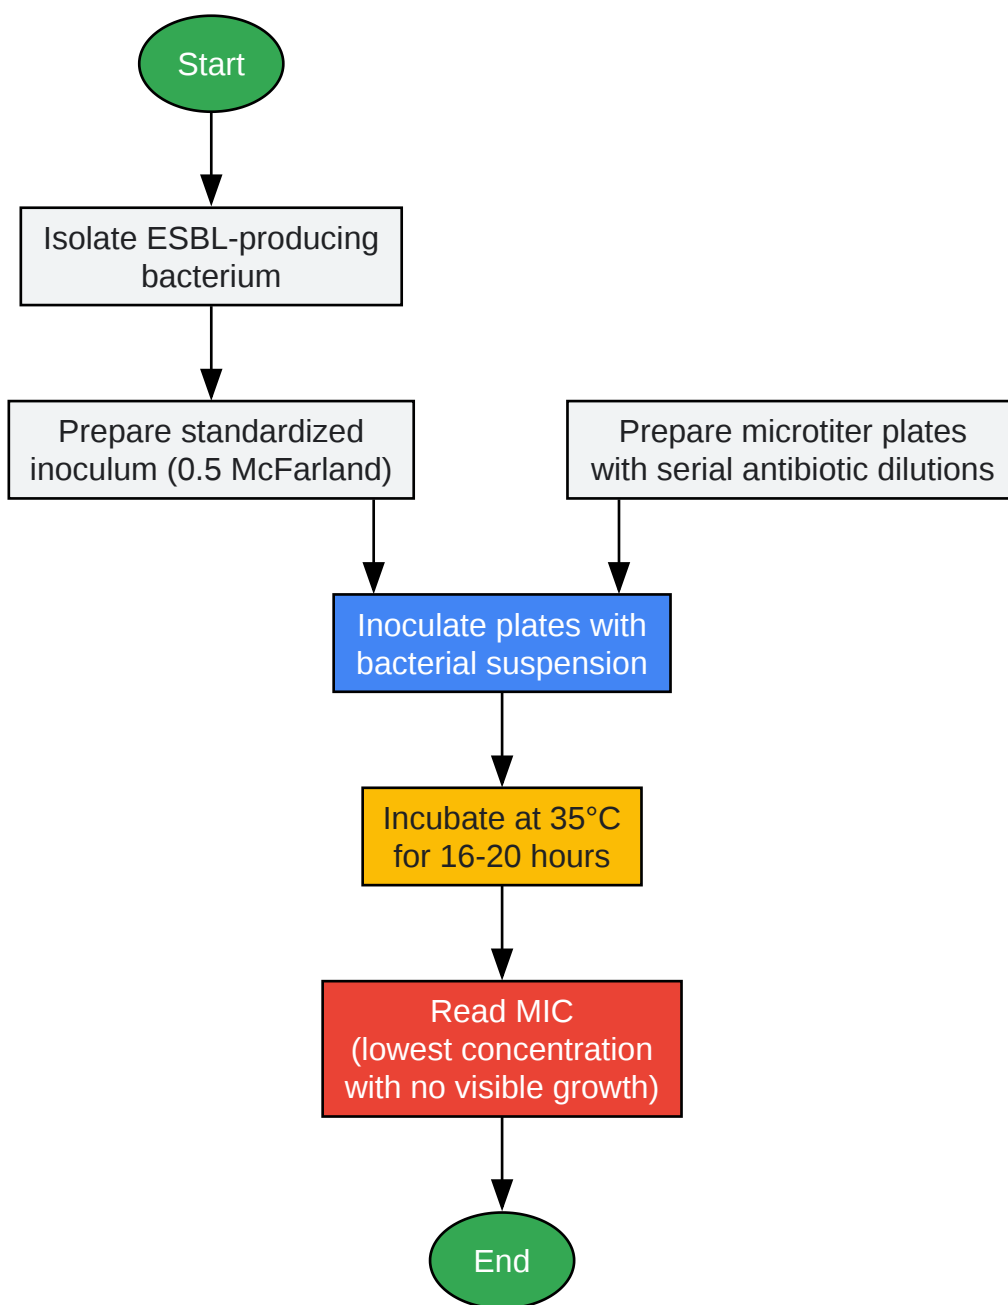 Start
Isolate ESBL-producing
bacterium
Prepare standardized
inoculum (0.5 McFarland)
Prepare microtiter plates
with serial antibiotic dilutions
Inoculate plates with
bacterial suspension
Incubate at 35°C
for 16-20 hours
Read MIC
(lowest concentration
with no visible growth)
End